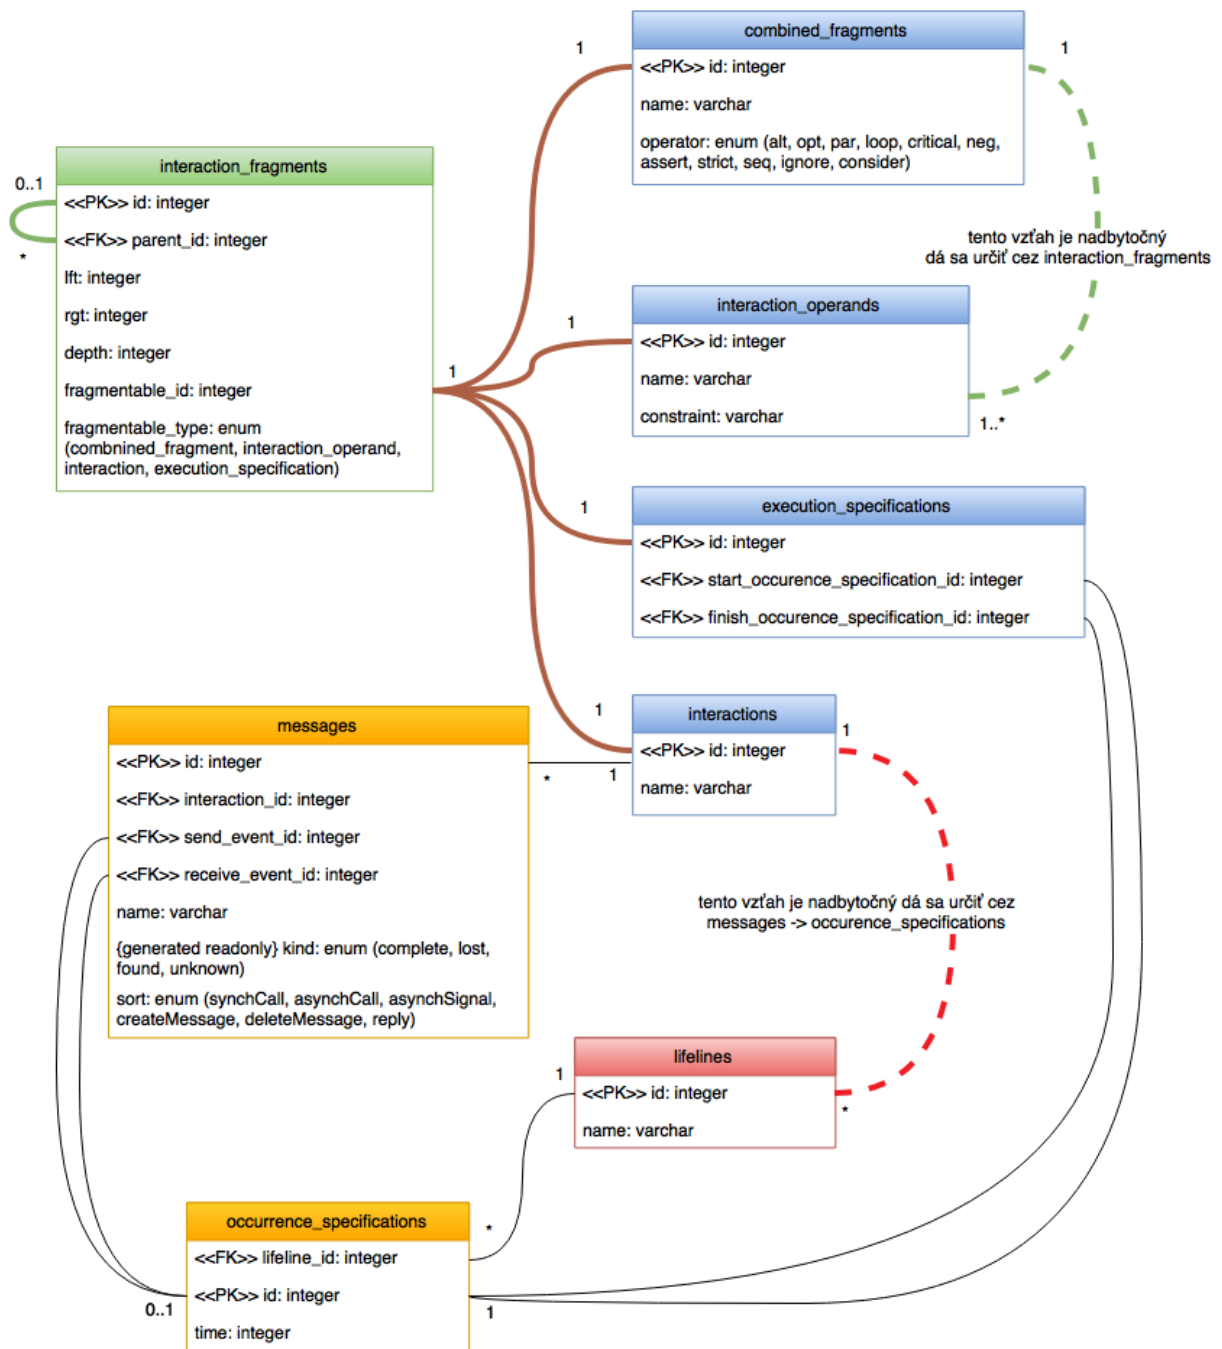 combined_fragments
1
1
<<PK>> id: integer
name: varchar
operator: enum (alt, opt, par, loop, critical, neg,
assert, strict, seq, ignore, consider)
interaction_fragments
0..1
<<PK>> id: integer
<<FK>> parent_id: integer
*
lft: integer
rgt: integer
depth: integer
fragmentable_id: integer
fragmentable_type: enum
(combnined_fragment, interaction_operand,
interaction, execution_specification)
1
tento vzťah je nadbytočný
dá sa určiť cez interaction_fragments
interaction_operands
1
<<PK>> id: integer
name: varchar
constraint: varchar
1..*
execution_specifications
1
<<PK>> id: integer
<<FK>> start_occurence_specification_id: integer
<<FK>> finish_occurence_specification_id: integer
interactions
1
1
<<PK>> id: integer
name: varchar
messages
<<PK>> id: integer
*
1
<<FK>> interaction_id: integer
<<FK>> send_event_id: integer
<<FK>> receive_event_id: integer
name: varchar
{generated readonly} kind: enum (complete, lost,
found, unknown)
sort: enum (synchCall, asynchCall, asynchSignal,
createMessage, deleteMessage, reply)
tento vzťah je nadbytočný dá sa určiť cez
messages -> occurence_specifications
lifelines
1
<<PK>> id: integer
*
name: varchar
occurrence_specifications
*
<<FK>> lifeline_id: integer
<<PK>> id: integer
0..1
1
time: integer